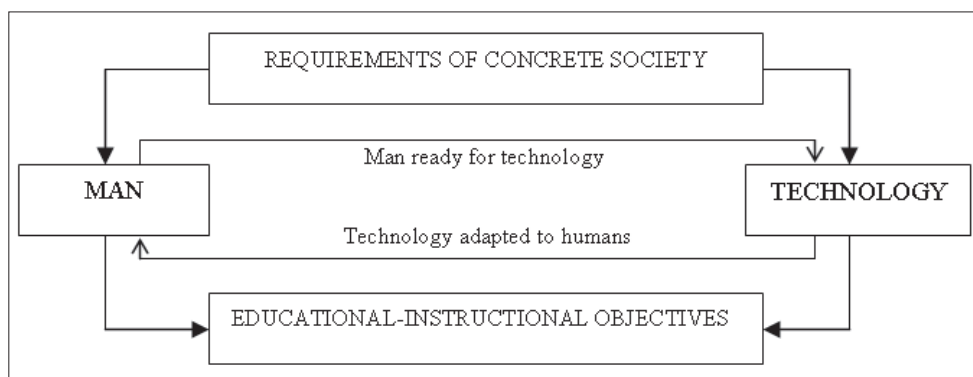 REQUIREMENTS OF CONCRETE SOCIETY
Man ready for technology
MAN
TECHNOLOGY
Technology adapted to humans
EDUCATIONAL-INSTRUCTIONAL OBJECTIVES